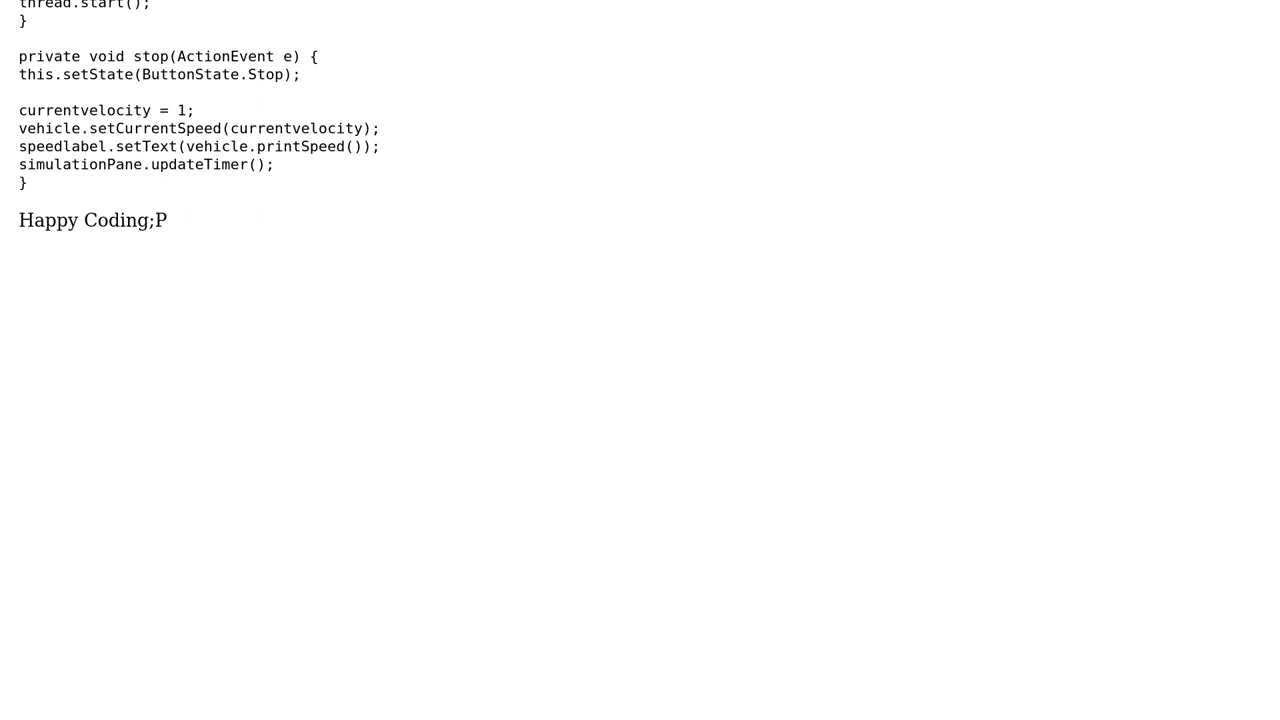 thread.start();
}
private void stop(ActionEvent e) {
this.setState(ButtonState.Stop);
currentvelocity = 1;
vehicle.setCurrentSpeed(currentvelocity);
speedlabel.setText(vehicle.printSpeed());
simulationPane.updateTimer();
}
Happy Coding;P